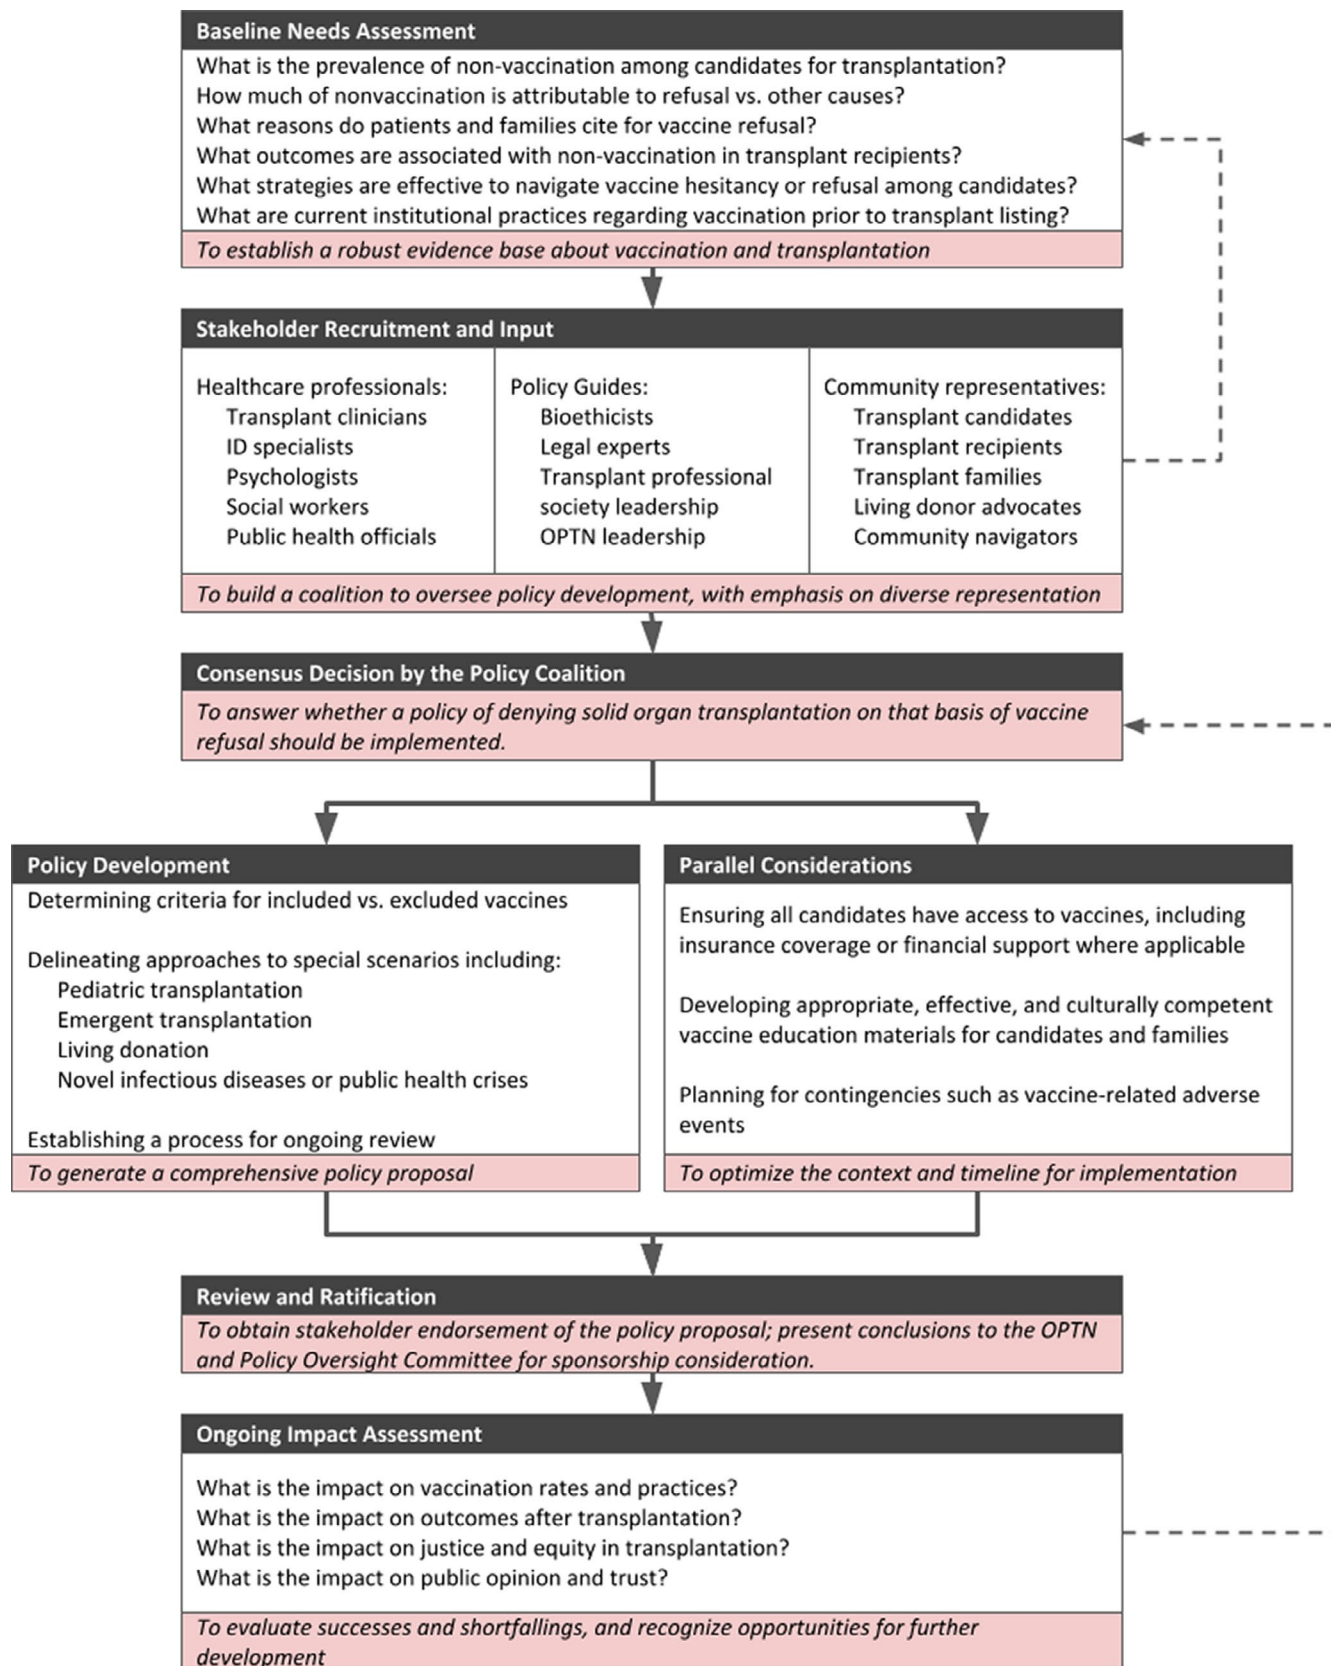 Baseline Needs Assessment
What is the prevalence of non-vaccination among candidates for transplantation?
How much of nonvaccination is attributable to refusal vs. other causes?
What reasons do patients and families cite for vaccine refusal?
What outcomes are associated with non-vaccination in transplant recipients?
What strategies are effective to navigate vaccine hesitancy or refusal among candidates?
What are current institutional practices regarding vaccination prior to transplant listing?
To establish a robust evidence base about vaccination and transplantation
Stakeholder Recruitment and Input
Healthcare professionals:
Transplant clinicians
ID specialists
Psychologists
Social workers
Public health officials
Policy Guides:
Bioethicists
Legal experts
Transplant professional
society leadership
OPTN leadership
Community representatives:
Transplant candidates
Transplant recipients
Transplant families
Living donor advocates
Community navigators
To build a coalition to oversee policy development, with emphasis on diverse representation
Consensus Decision by the Policy Coalition
To answer whether a policy of denying solid organ transplantation on that basis of vaccine
refusal should be implemented.
Policy Development
Determining criteria for included vs. excluded vaccines
Delineating approaches to special scenarios including:
Pediatric transplantation
Emergent transplantation
Living donation
Novel infectious diseases or public health crises
Establishing a process for ongoing review
To generate a comprehensive policy proposal
Parallel Considerations
Ensuring all candidates have access to vaccines, including
insurance coverage or financial support where applicable
Developing appropriate, effective, and culturally competent
vaccine education materials for candidates and families
Planning for contingencies such as vaccine-related adverse
events
To optimize the context and timeline for implementation
Review and Ratification
To obtain stakeholder endorsement of the policy proposal; present conclusions to the OPTN
and Policy Oversight Committee for sponsorship consideration.
Ongoing Impact Assessment
What is the impact on vaccination rates and practices?
What is the impact on outcomes after transplantation?
What is the impact on justice and equity in transplantation?
What is the impact on public opinion and trust?
To evaluate successes and shortfallings, and recognize opportunities for further
development